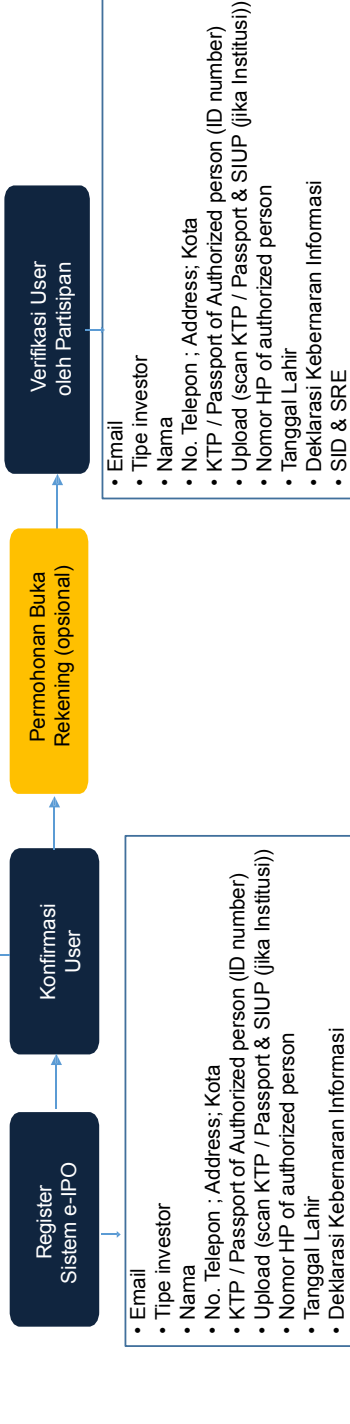 Register
Sistem e-IPO
Konfirmasi
User
Permohonan Buka
Rekening (opsional)
Verifikasi User
oleh Partisipan
• Email
• Tipe investor
• Nama
• No. Telepon ; Address; Kota
• KTP / Passport of Authorized person (ID number)
• Upload (scan KTP / Passport & SIUP (jika Institusi))
• Nomor HP of authorized person
• Tanggal Lahir
• Deklarasi Kebernaran Informasi
• Email
• Tipe investor
• Nama
• No. Telepon ; Address; Kota
• KTP / Passport of Authorized person (ID number)
• Upload (scan KTP / Passport & SIUP (jika Institusi))
• Nomor HP of authorized person
• Tanggal Lahir
• Deklarasi Kebernaran Informasi
• SID & SRE